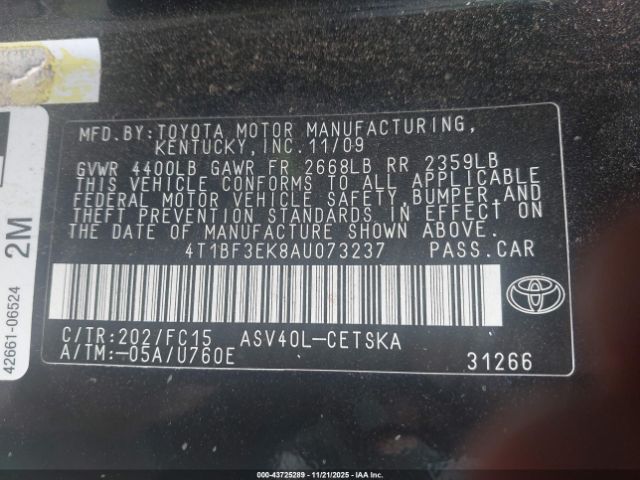 MFD.BY:TOYOTA MOTOR MANUFACTURING,
KENTUCKY,INC.11/09
GVWR 4400LB GAWR FR 2668LB RR 2359LB
THIS VEHICLE CONFORMS TO ALL APPLICABLE
FEDERAL MOTOR VEHICLE SAFETY,BUMPER,AND
THEFT PREVENTION STANDARDS IN EFFECT ON
THE DATE OF MANUFACTURE SHOWN ABOVE.
4T1BF3EK8AU073237 PASS.CAR
C/TR:202/FC15 ASV40L-CETSKA
A/TM:-05A/U760E 31266
42661-06524 2M
000-43725289 - 11/21/2025 - IAAI, Inc.